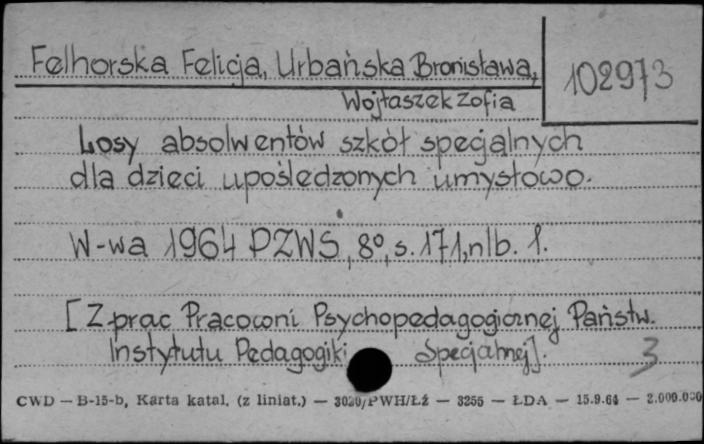 Felhorska Felicja, Urbańska Bronisława,
102973
Wojtaszek Zofia
Losy absolwentów szkół specjalnych
dla dzieci upośledzonych umysłowo.
W-wa 1964 PZWS, 8°, s. 171, nlb. 1.
[Z prac Pracowni Psychopedagogicznej Państw.
Instytutu Pedagogiki Specjalnej].
3
CWD — B-15-b, Karta katal. (z liniat.) — 3020/PWH/Łź — 3255 — ŁDA — 15.9.64 — 2.000.000